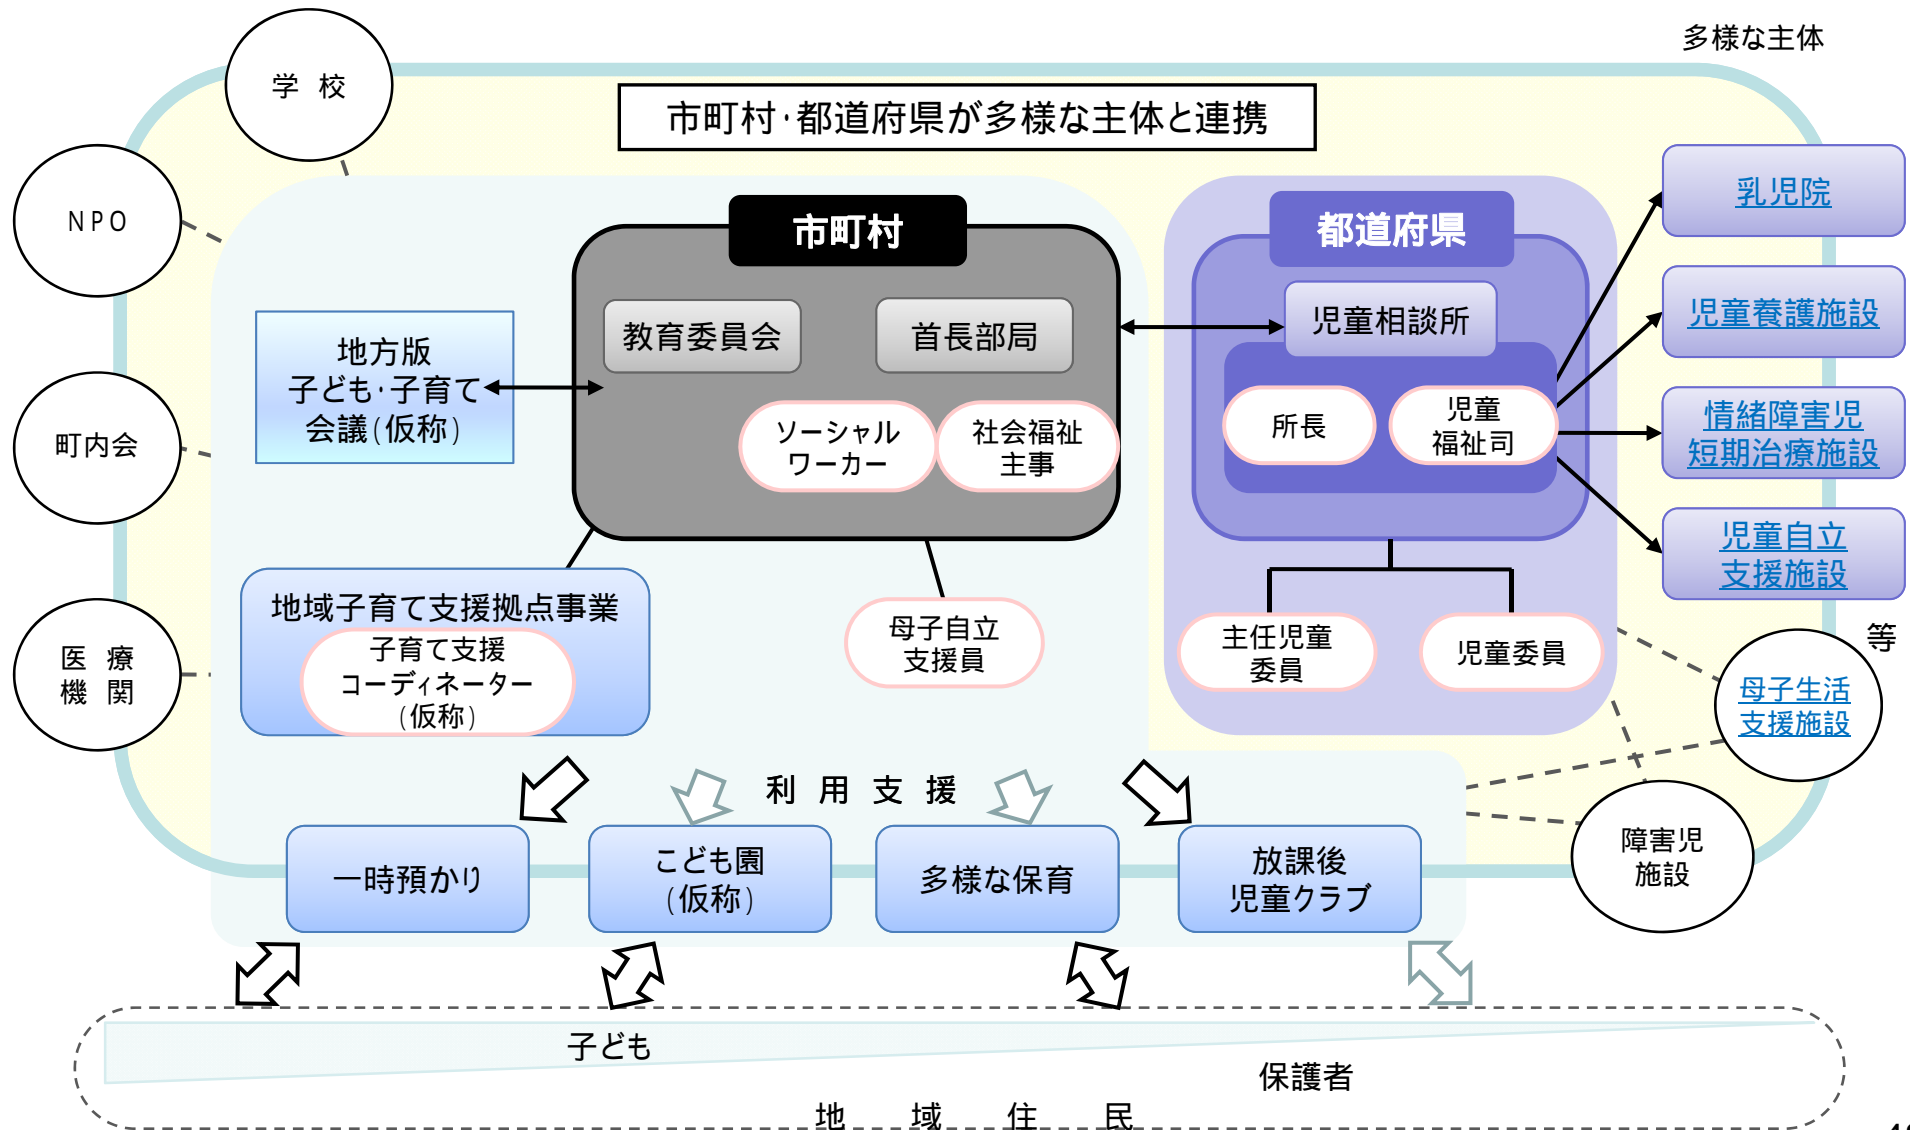 多様な主体
学 校
市町村・都道府県が多様な主体と連携
NPO
市町村
都道府県
乳児院
教育委員会
首長部局
児童相談所
児童養護施設
地方版
子ども・子育て
会議(仮称)
ソーシャル
ワーカー
社会福祉
主事
所長
児童
福祉司
情緒障害児
短期治療施設
町内会
児童自立
支援施設
等
地域子育て支援拠点事業
子育て支援
コーディネーター
(仮称)
母子自立
支援員
主任児童
委員
児童委員
医 療
機 関
母子生活
支援施設
利 用 支 援
一時預かり
こども園
(仮称)
多様な保育
放課後
児童クラブ
障害児
施設
子ども
保護者
地 域 住 民